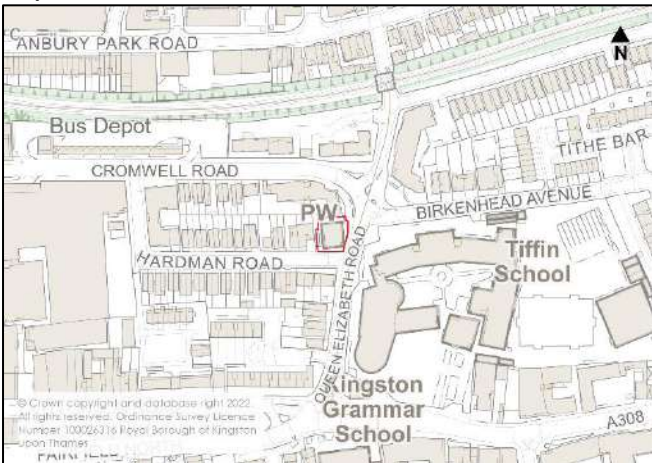 C
ANBURY PARK ROAD
N
Bus Depot
CROMWELL ROAD
TITHE BAR
PW
BIRKENHEAD AVENUE
HARDMAN ROAD
Tiffin
School
QUEEN ELIZABETH ROAD
Kingston
Grammar
School
© Crown copyright and database right 2022
All rights reserved. Ordnance Survey Licence
Number 100026316 Royal Borough of Kingston
upon Thames
A308
FAIRFIELD